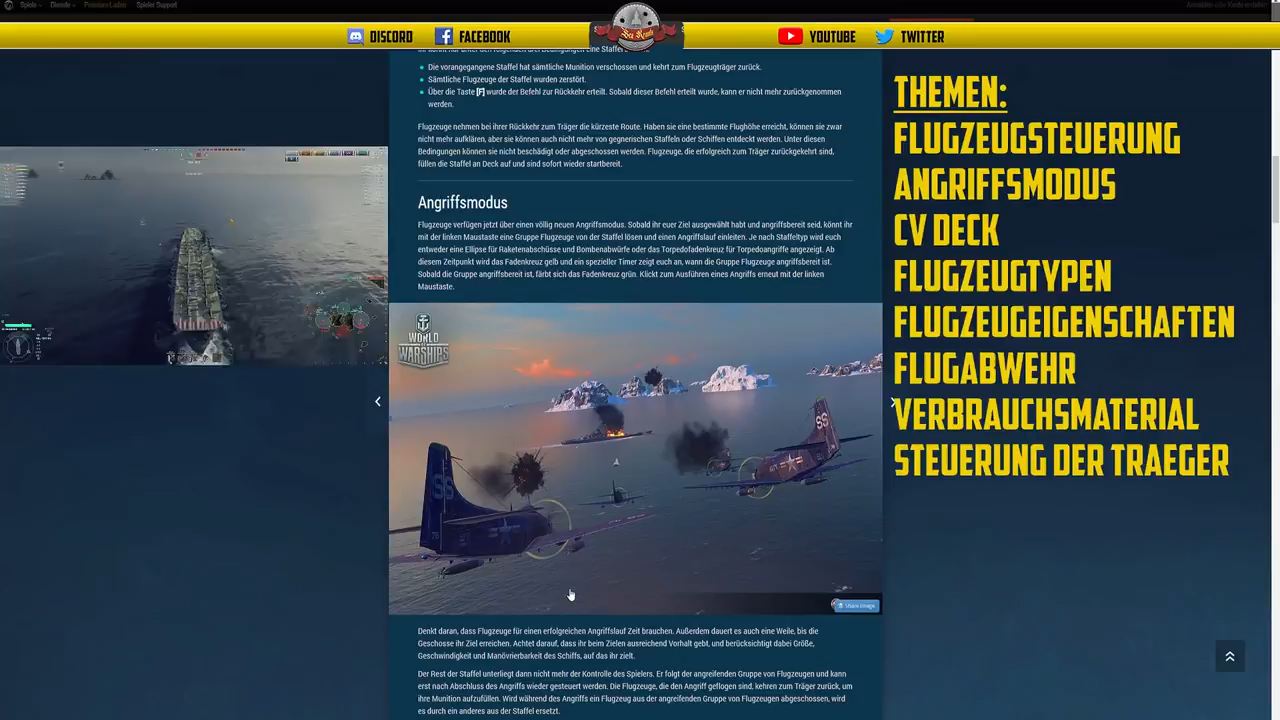 Spiele Dienste Premium-Laden Spieler Support
DISCORD FACEBOOK YOUTUBE TWITTER
Die vorangegangene Staffel hat sämtliche Munition verschossen und kehrt zum Flugzeugträger zurück.
Sämtliche Flugzeuge der Staffel wurden zerstört.
Über die Taste [F] wurde der Befehl zur Rückkehr erteilt. Sobald dieser Befehl erteilt wurde, kann er nicht mehr zurückgenommen
werden.
Flugzeuge nehmen bei ihrer Rückkehr zum Träger die kürzeste Route. Haben sie eine bestimmte Flughöhe erreicht, können sie zwar
nicht mehr aufklären, aber sie können auch nicht mehr von gegnerischen Staffeln oder Schiffen entdeckt werden. Unter diesen
Bedingungen können sie nicht beschädigt oder abgeschossen werden. Flugzeuge, die erfolgreich zum Träger zurückgekehrt sind,
füllen die Staffel an Deck auf und sind sofort wieder startbereit.
Angriffsmodus
Flugzeuge verfügen jetzt über einen völlig neuen Angriffsmodus. Sobald ihr euer Ziel ausgewählt habt und angriffsbereit seid, könnt ihr
mit der linken Maustaste eine Gruppe Flugzeuge von der Staffel lösen und einen Angriffslauf einleiten. Je nach Staffeltyp wird euch
entweder eine Ellipse für Raketenabschüsse und Bombenabwürfe oder das Torpedofadenkreuz für Torpedoangriffe angezeigt. Ab
diesem Zeitpunkt wird das Fadenkreuz gelb und ein spezieller Timer zeigt euch an, wann die Gruppe Flugzeuge angriffsbereit ist.
Sobald die Gruppe angriffsbereit ist, färbt sich das Fadenkreuz grün. Klickt zum Ausführen eines Angriffs erneut mit der linken
Maustaste.
WORLD
OF
WARSHIPS
SS
SS
Share Image
Denkt daran, dass Flugzeuge für einen erfolgreichen Angriffslauf Zeit brauchen. Außerdem dauert es auch eine Weile, bis die
Geschosse ihr Ziel erreichen. Achtet darauf, dass ihr beim Zielen ausreichend Vorhalt gebt, und berücksichtigt dabei Größe,
Geschwindigkeit und Manövrierbarkeit des Schiffs, auf das ihr zielt.
Der Rest der Staffel unterliegt dann nicht mehr der Kontrolle des Spielers. Er folgt der angreifenden Gruppe von Flugzeugen und kann
erst nach Abschluss des Angriffs wieder gesteuert werden. Die Flugzeuge, die den Angriff geflogen sind, kehren zum Träger zurück, um
ihre Munition aufzufüllen. Wird während des Angriffs ein Flugzeug aus der angreifenden Gruppe von Flugzeugen abgeschossen, wird
es durch ein anderes aus der Staffel ersetzt.
THEMEN:
FLUGZEUGSTEUERUNG
ANGRIFFSMODUS
CV DECK
FLUGZEUGTYPEN
FLUGZEUGEIGENSCHAFTEN
FLUGABWEHR
VERBRAUCHSMATERIAL
STEUERUNG DER TRAEGER